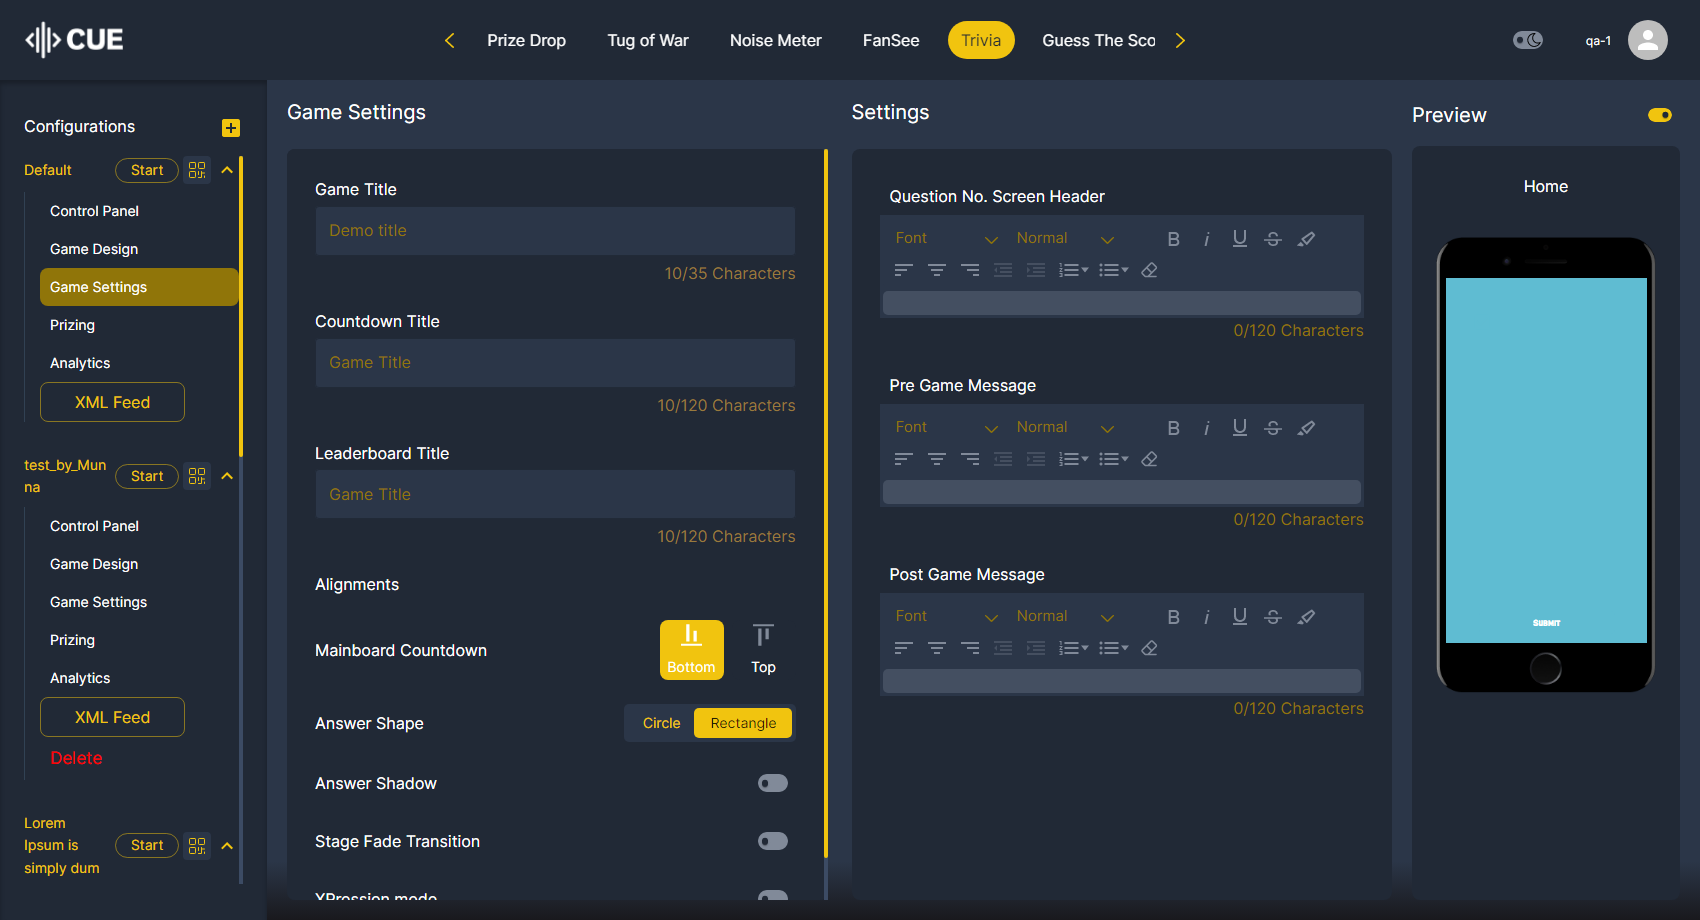 CUE
Prize Drop
Tug of War
Noise Meter
FanSee
Trivia
Guess The Sco
qa-1
Configurations
Default
Start
Control Panel
Game Design
Game Settings
Prizing
Analytics
XML Feed
test_by_Mun
na
Start
Control Panel
Game Design
Game Settings
Prizing
Analytics
XML Feed
Delete
Lorem
Ipsum is
simply dum
Start
Game Settings
Game Title
Demo title
10/35 Characters
Countdown Title
Game Title
10/120 Characters
Leaderboard Title
Game Title
10/120 Characters
Alignments
Mainboard Countdown
Bottom
Top
Answer Shape
Circle
Rectangle
Answer Shadow
Stage Fade Transition
XPression mode
Settings
Question No. Screen Header
Font
Normal
B i U S
0/120 Characters
Pre Game Message
Font
Normal
B i U S
0/120 Characters
Post Game Message
Font
Normal
B i U S
0/120 Characters
Preview
Home
SUBMIT